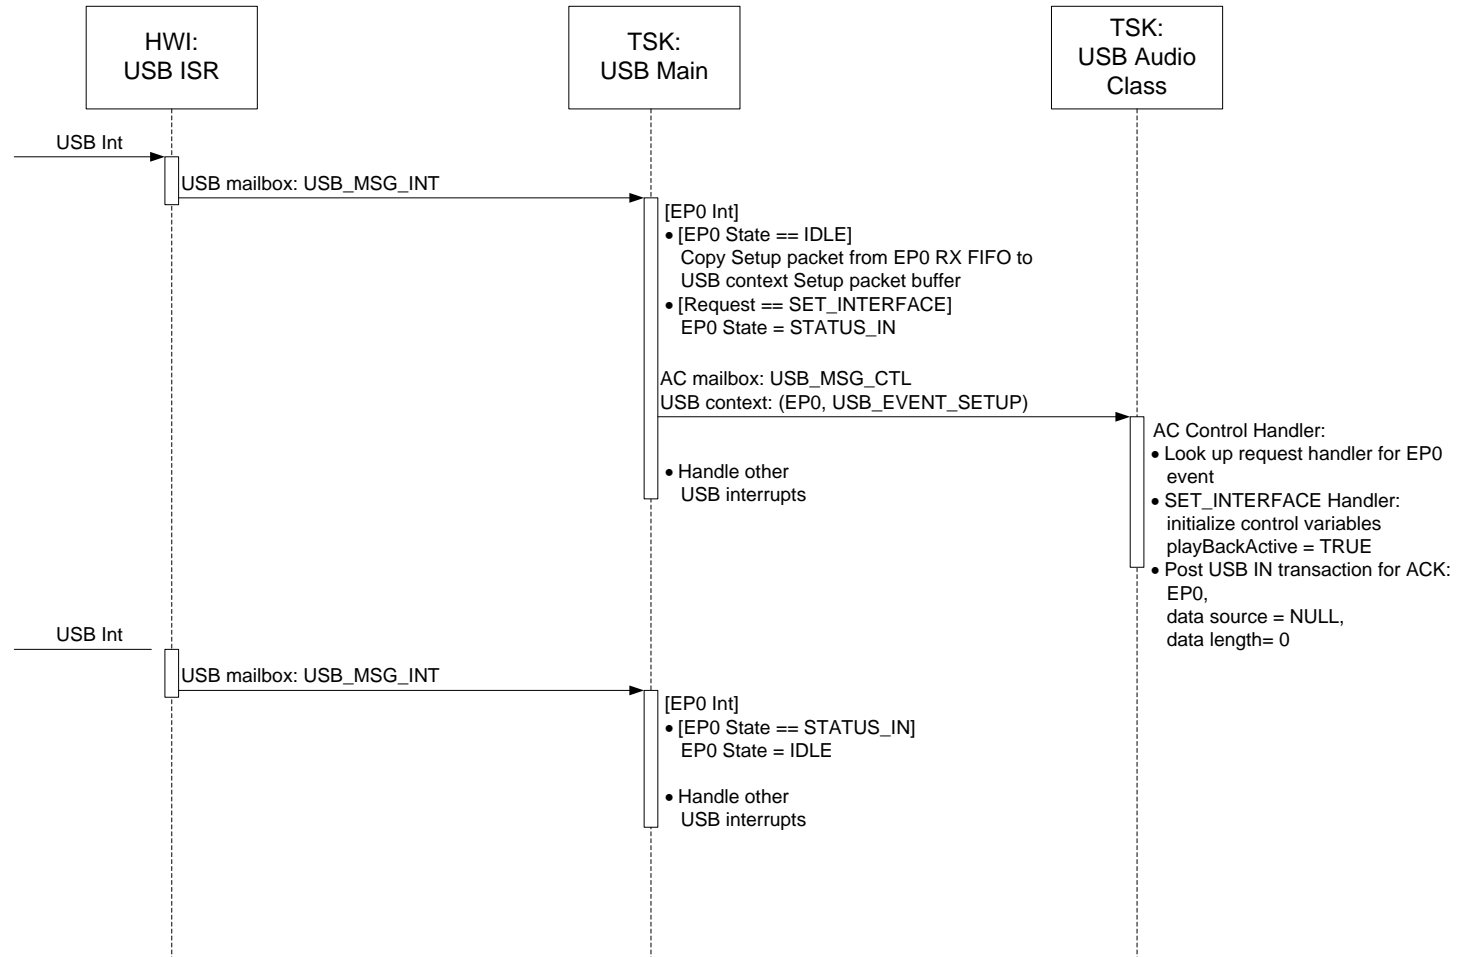 HWI:
USB ISR
TSK:
USB Main
TSK:
USB Audio
Class
USB Int
USB mailbox: USB_MSG_INT
[EP0 Int]
• [EP0 State == IDLE]
Copy Setup packet from EP0 RX FIFO to
USB context Setup packet buffer
• [Request == SET_INTERFACE]
EP0 State = STATUS_IN
AC mailbox: USB_MSG_CTL
USB context: (EP0, USB_EVENT_SETUP)
AC Control Handler:
• Look up request handler for EP0
event
• SET_INTERFACE Handler:
initialize control variables
playBackActive = TRUE
• Post USB IN transaction for ACK:
EP0,
data source = NULL,
data length= 0
• Handle other
USB interrupts
USB Int
USB mailbox: USB_MSG_INT
[EP0 Int]
• [EP0 State == STATUS_IN]
EP0 State = IDLE
• Handle other
USB interrupts